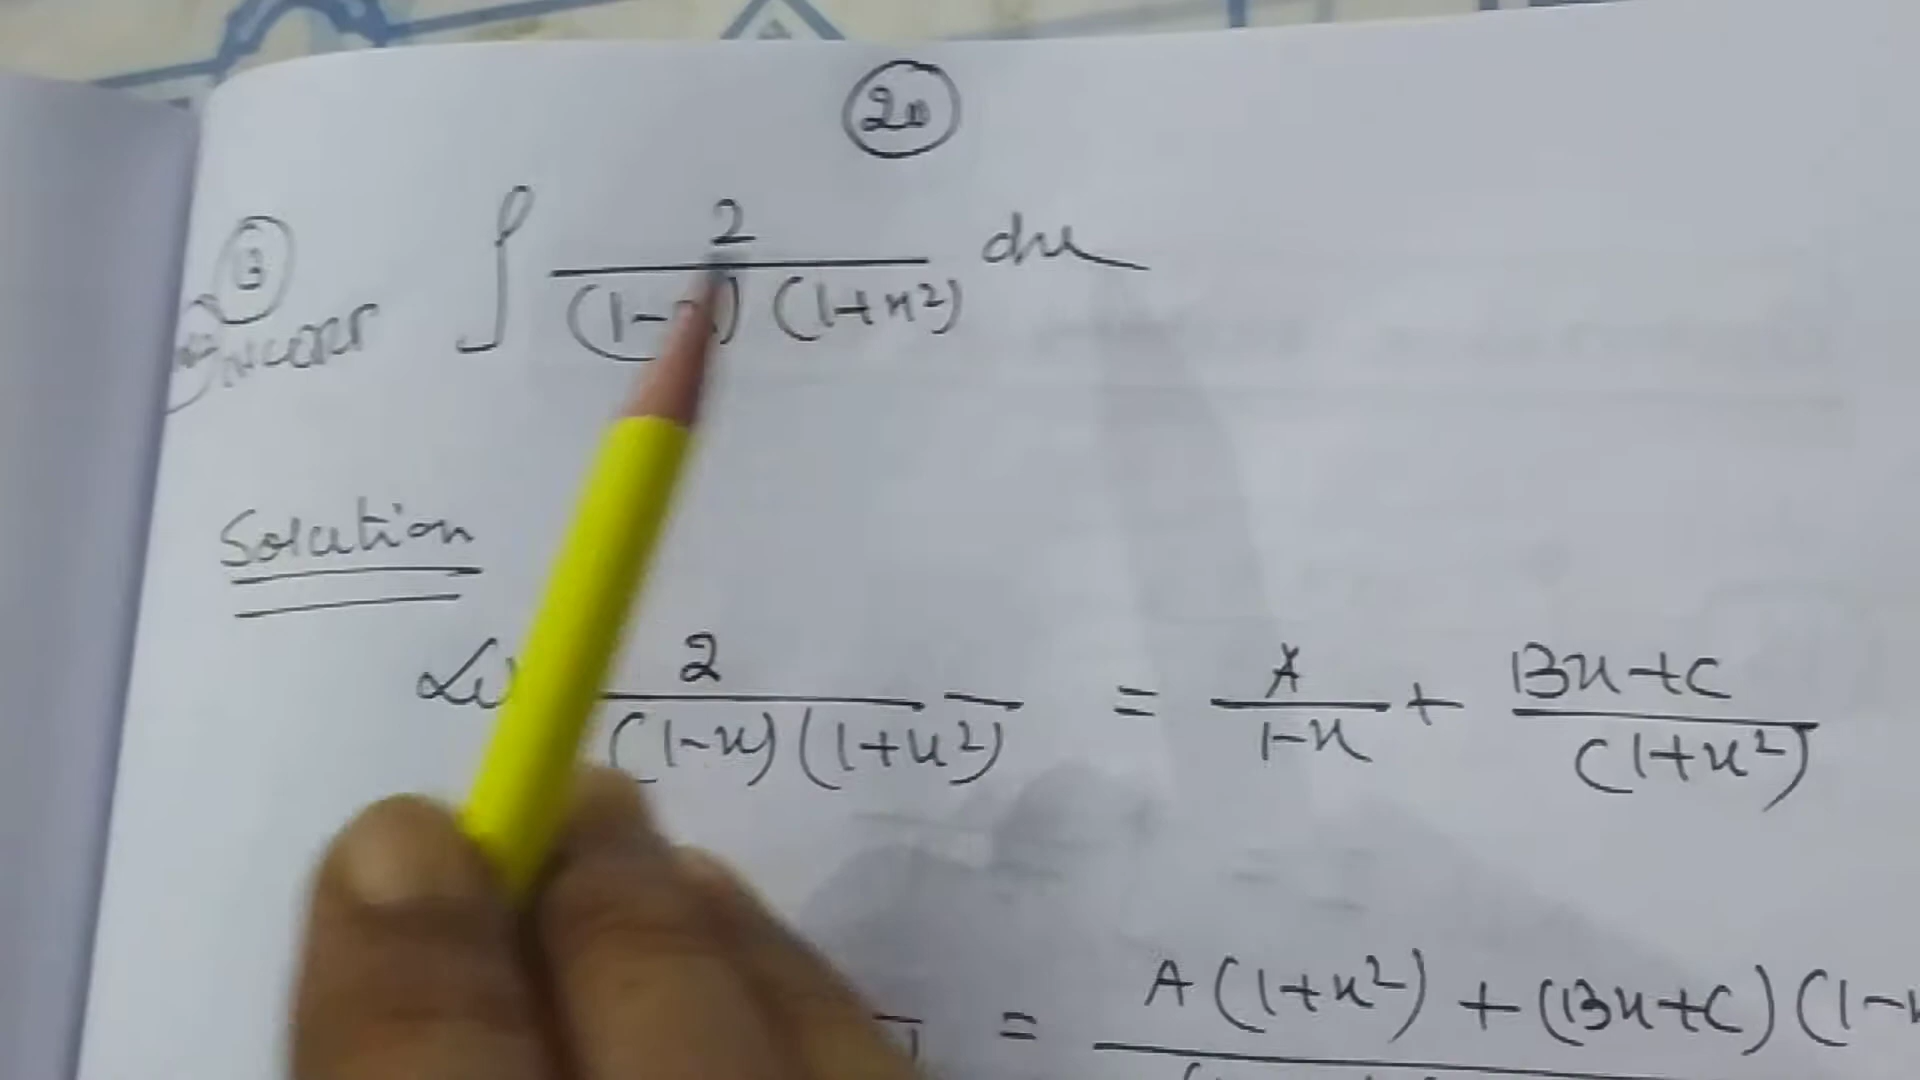 20
3
∫ 2/((1-x)(1+x²)) dx
Solution
2/((1-x)(1+x²)) = A/(1-x) + (Bx+C)/(1+x²)
= A(1+x²) + (Bx+C)(1-